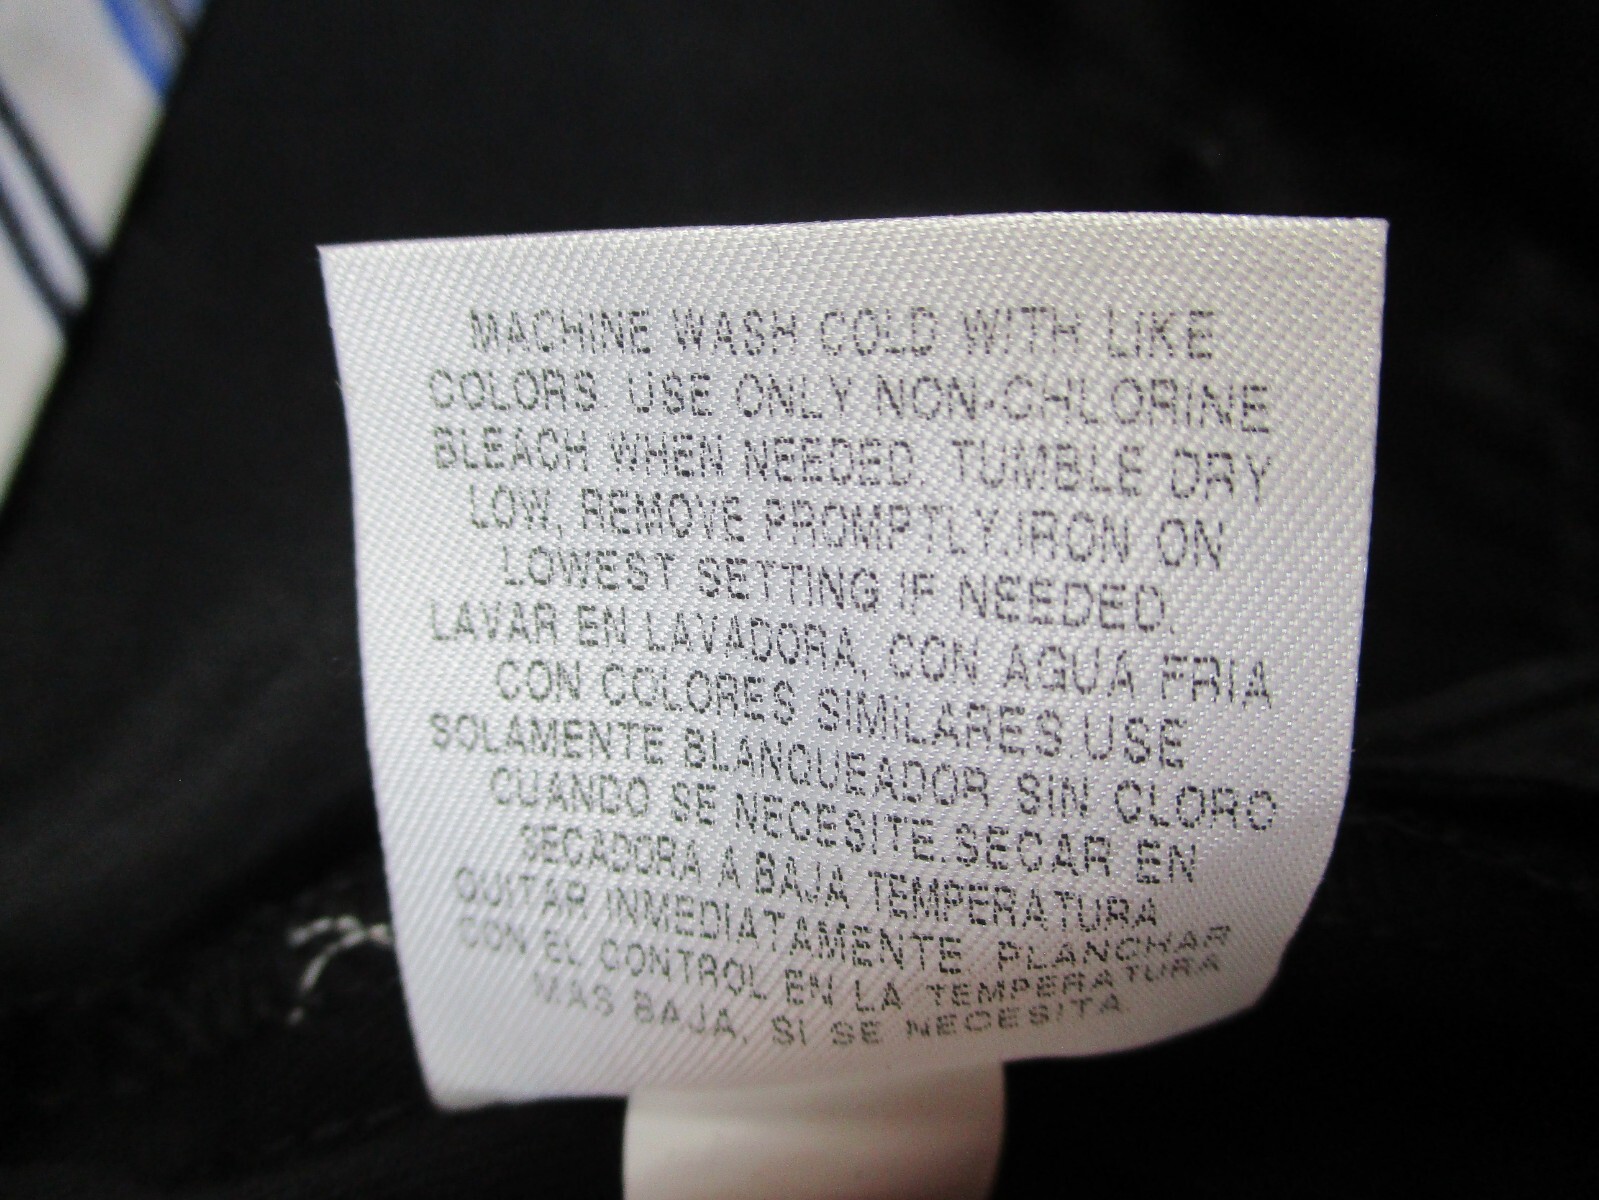 MACHINE WASH COLD WITH LIKE
COLORS. USE ONLY NON-CHLORINE
BLEACH WHEN NEEDED. TUMBLE DRY
LOW, REMOVE PROMPTLY.IRON ON
LOWEST SETTING IF NEEDED.
LAVAR EN LAVADORA, CON AGUA FRIA
CON COLORES SIMILARES.USE
SOLAMENTE BLANQUEADOR SIN CLORO
CUANDO SE NECESITE.SECAR EN
SECADORA A BAJA TEMPERATURA
QUITAR INMEDIATAMENTE. PLANCHAR
CON EL CONTROL EN LA TEMPERATURA
MAS BAJA, SI SE NECESITA.